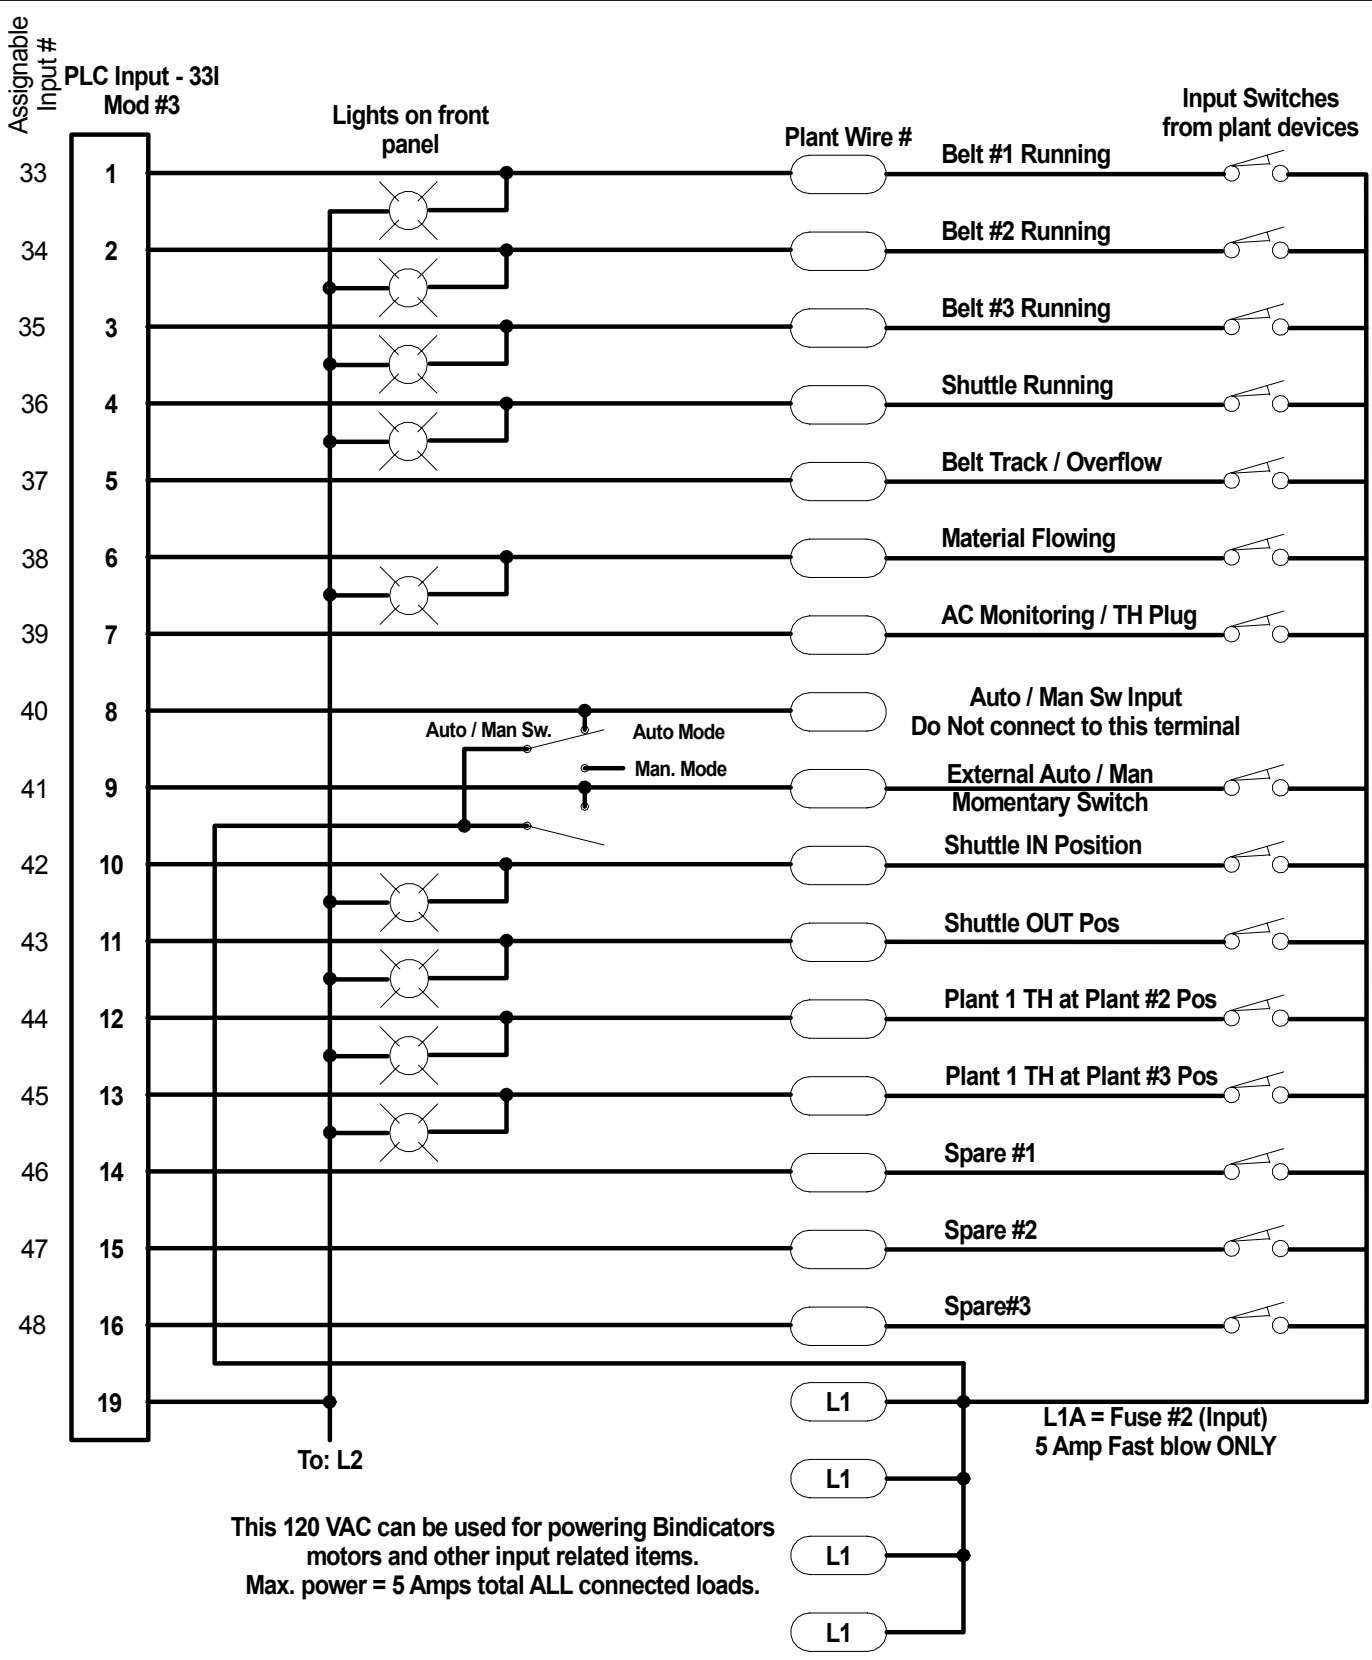 Assignable
Input #
PLC Input - 33I
Mod #3
Lights on front
panel
Plant Wire #
Input Switches
from plant devices
33 1 Belt #1 Running
34 2 Belt #2 Running
35 3 Belt #3 Running
36 4 Shuttle Running
37 5 Belt Track / Overflow
38 6 Material Flowing
39 7 AC Monitoring / TH Plug
40 8 Auto / Man Sw Input
Do Not connect to this terminal
Auto / Man Sw. Auto Mode
Man. Mode
41 9 External Auto / Man
Momentary Switch
42 10 Shuttle IN Position
43 11 Shuttle OUT Pos
44 12 Plant 1 TH at Plant #2 Pos
45 13 Plant 1 TH at Plant #3 Pos
46 14 Spare #1
47 15 Spare #2
48 16 Spare#3
19 L1
L1A = Fuse #2 (Input)
5 Amp Fast blow ONLY
To: L2
L1
This 120 VAC can be used for powering Bindicators
motors and other input related items.
Max. power = 5 Amps total ALL connected loads.
L1
L1